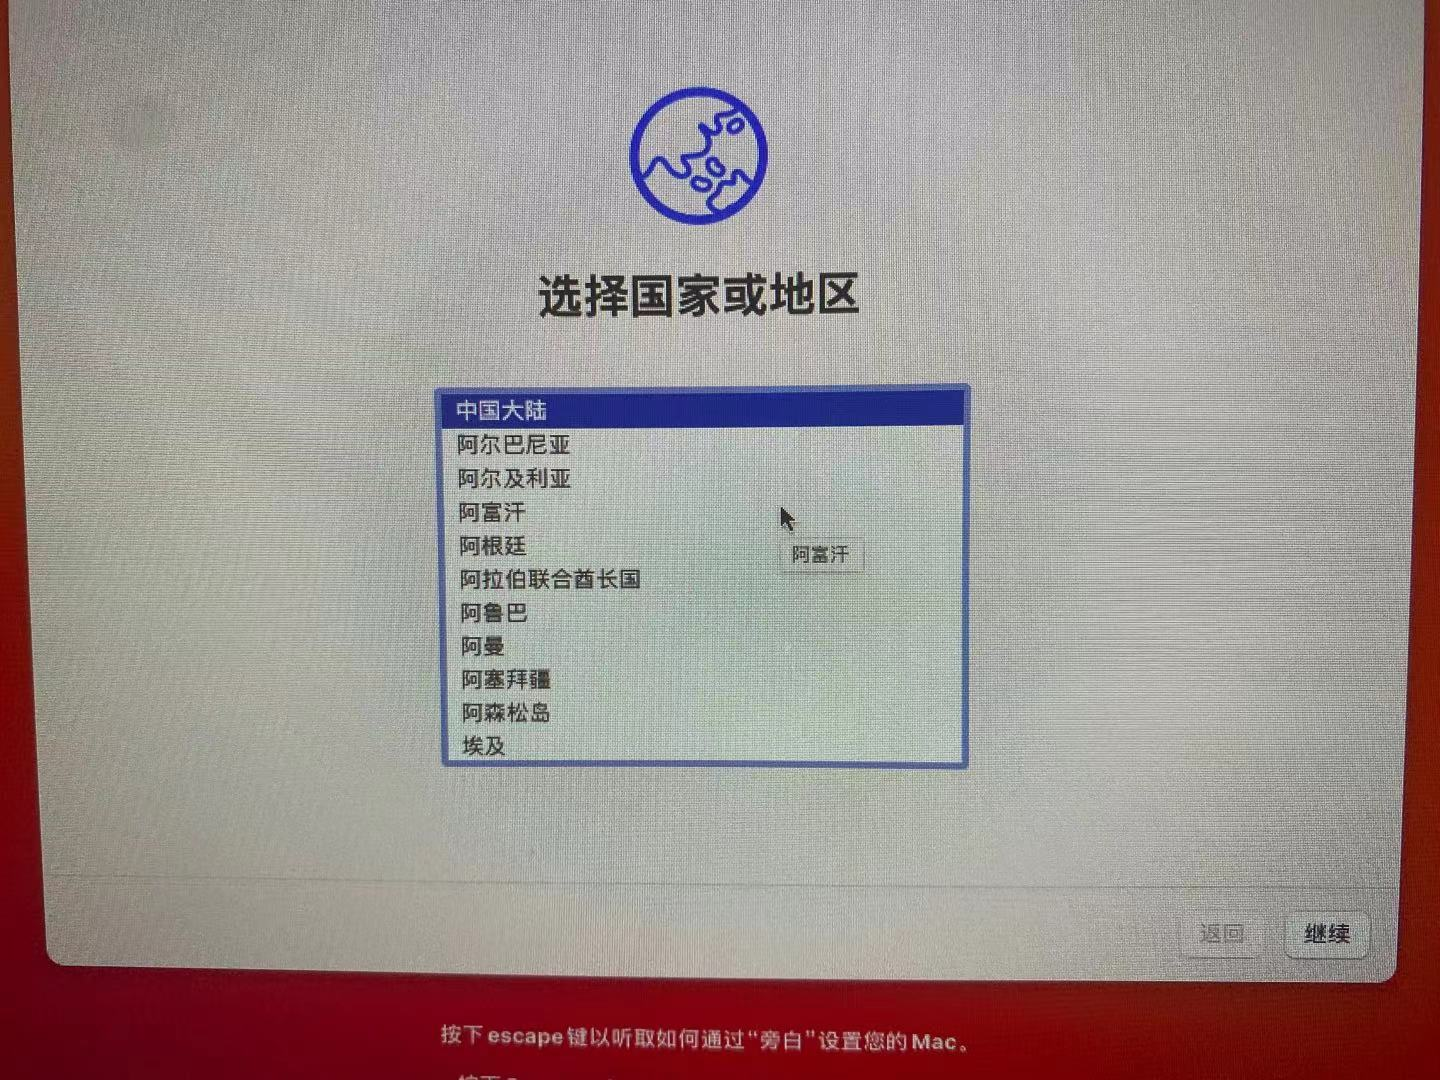 选择国家或地区
中国大陆
阿尔巴尼亚
阿尔及利亚
阿富汗
阿根廷
阿富汗
阿拉伯联合酋长国
阿鲁巴
阿曼
阿塞拜疆
阿森松岛
埃及
返回
继续
按下 escape 键以听取如何通过“旁白”设置您的 Mac。